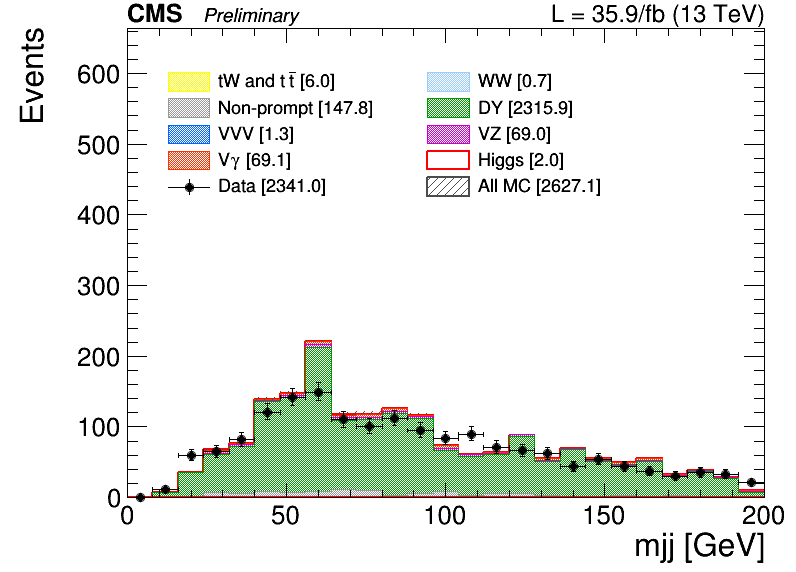 CMS Preliminary L = 35.9/fb (13 TeV)
Events
600
500
400
300
200
100
0
tW and t t̄ [6.0]
WW [0.7]
Non-prompt [147.8]
DY [2315.9]
VVV [1.3]
VZ [69.0]
Vγ [69.1]
Higgs [2.0]
Data [2341.0]
All MC [2627.1]
0 50 100 150 200
mjj [GeV]